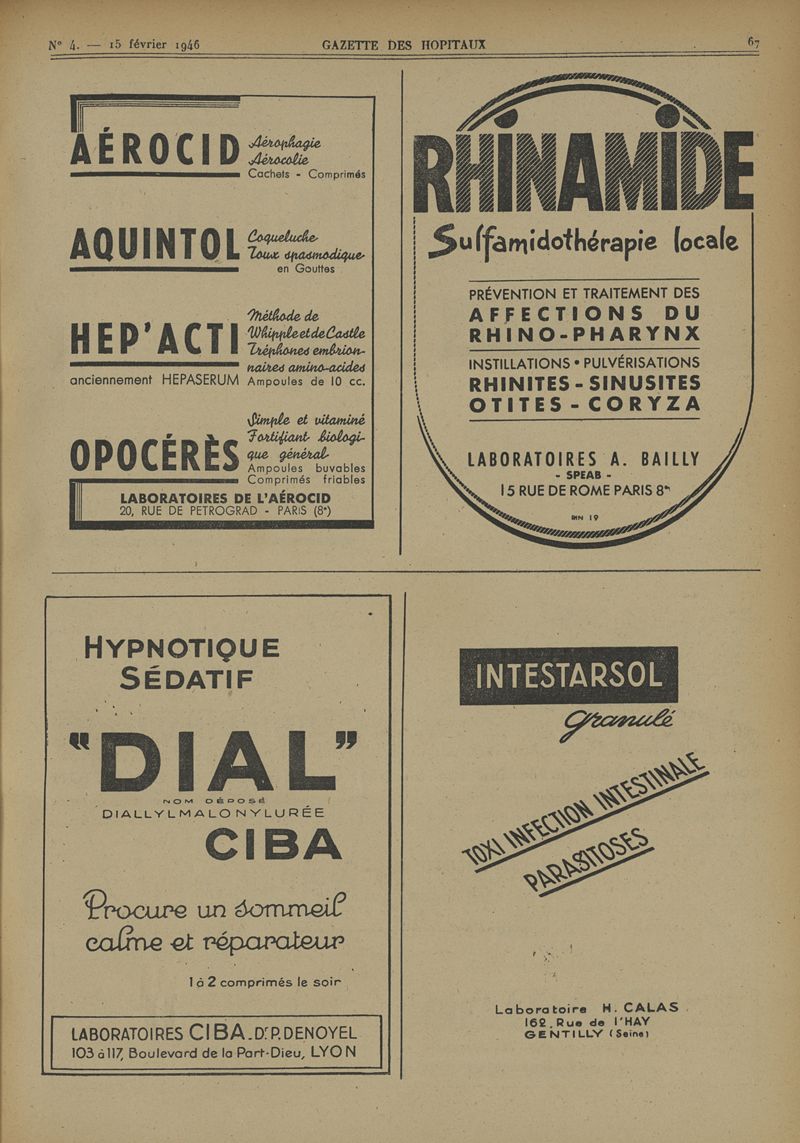 N° 4. — 15 février 1946
GAZETTE DES HOPITAUX
67
AÉROCID
Aérophagie
Aérocolie
Cachets - Comprimés
AQUINTOL
Coqueluche
Toux spasmodique
en Gouttes
HEP'ACTI
anciennement HEPASERUM
Méthode de
Whipple et de Castle
Tréphones embrion-
naires amino-acides
Ampoules de 10 cc.
OPOCÉRÈS
Simple et vitaminé
Fortifiant biologi-
que général
Ampoules buvables
Comprimés friables
LABORATOIRES DE L'AÉROCID
20, RUE DE PETROGRAD - PARIS (8e)
RHINAMIDE
Sulfamidothérapie locale
PRÉVENTION ET TRAITEMENT DES
AFFECTIONS DU
RHINO-PHARYNX
INSTILLATIONS • PULVÉRISATIONS
RHINITES - SINUSITES
OTITES - CORYZA
LABORATOIRES A. BAILLY
- SPEAB -
15 RUE DE ROME PARIS 8e
RHN 19
HYPNOTIQUE
SÉDATIF
"DIAL"
NOM DÉPOSÉ
DIALLYLMALONYLURÉE
CIBA
Procure un sommeil
calme et réparateur
1 à 2 comprimés le soir
LABORATOIRES CIBA. Dr. P. DENOYEL
103 à 117, Boulevard de la Part-Dieu, LYON
INTESTARSOL
granulé
TOXI INFECTION INTESTINALE
PARASITOSES
Laboratoire H. CALAS
162, Rue de l'HAY
GENTILLY (Seine)